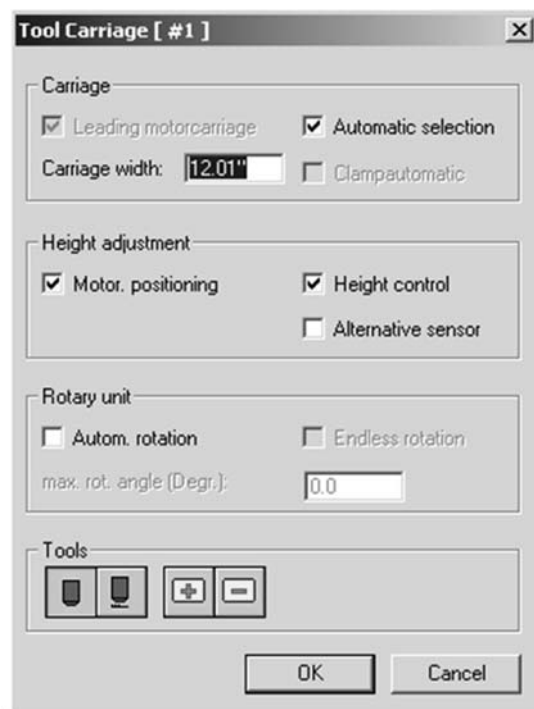 Tool Carriage [ #1 ]
Carriage
Leading motorcarriage Automatic selection
Carriage width: 12.01" Clampautomatic
Height adjustment
Motor. positioning Height control
Alternative sensor
Rotary unit
Autom. rotation Endless rotation
max. rot. angle (Degr.): 0.0
Tools
OK Cancel